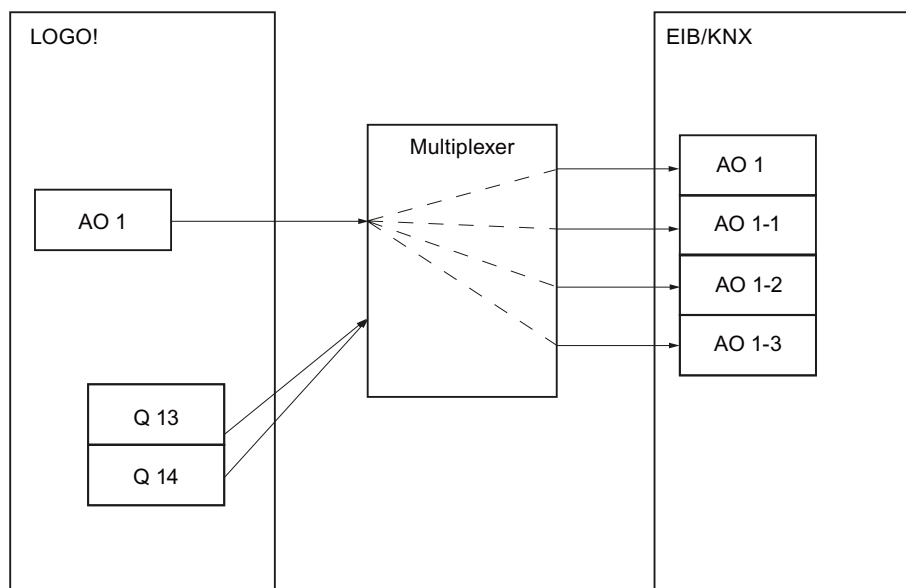 LOGO!
EIB/KNX
Multiplexer
AO 1
AO 1
AO 1-1
AO 1-2
AO 1-3
Q 13
Q 14